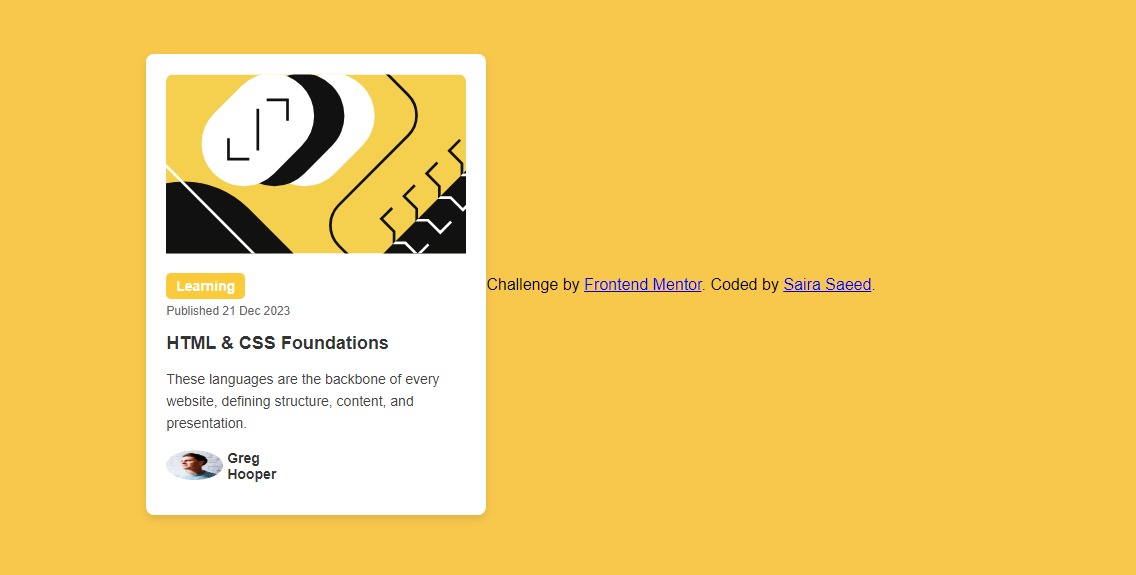 Learning
Published 21 Dec 2023
HTML & CSS Foundations
These languages are the backbone of every
website, defining structure, content, and
presentation.
Greg
Hooper
Challenge by Frontend Mentor. Coded by Saira Saeed.